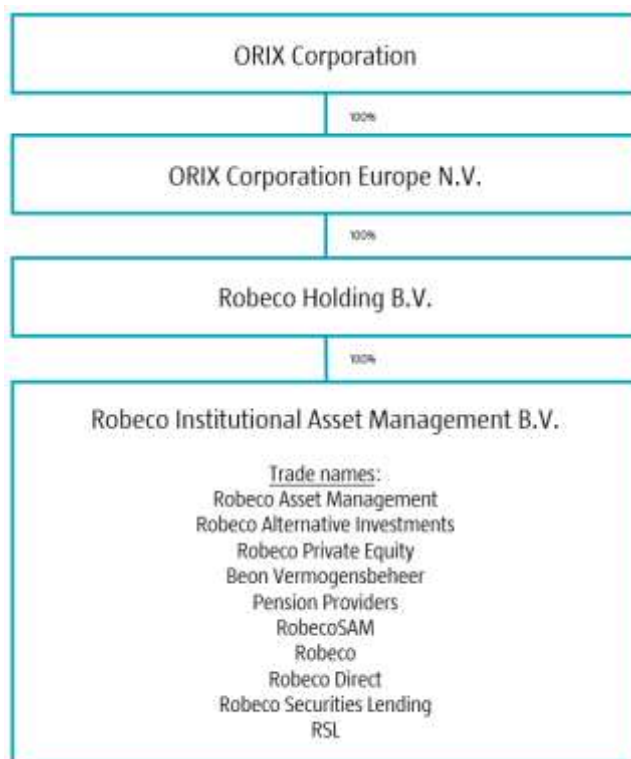 ORIX Corporation
100%
ORIX Corporation Europe N.V.
100%
Robeco Holding B.V.
100%
Robeco Institutional Asset Management B.V.
Trade names:
Robeco Asset Management
Robeco Alternative Investments
Robeco Private Equity
Beon Vermogensbeheer
Pension Providers
RobecoSAM
Robeco
Robeco Direct
Robeco Securities Lending
RSL